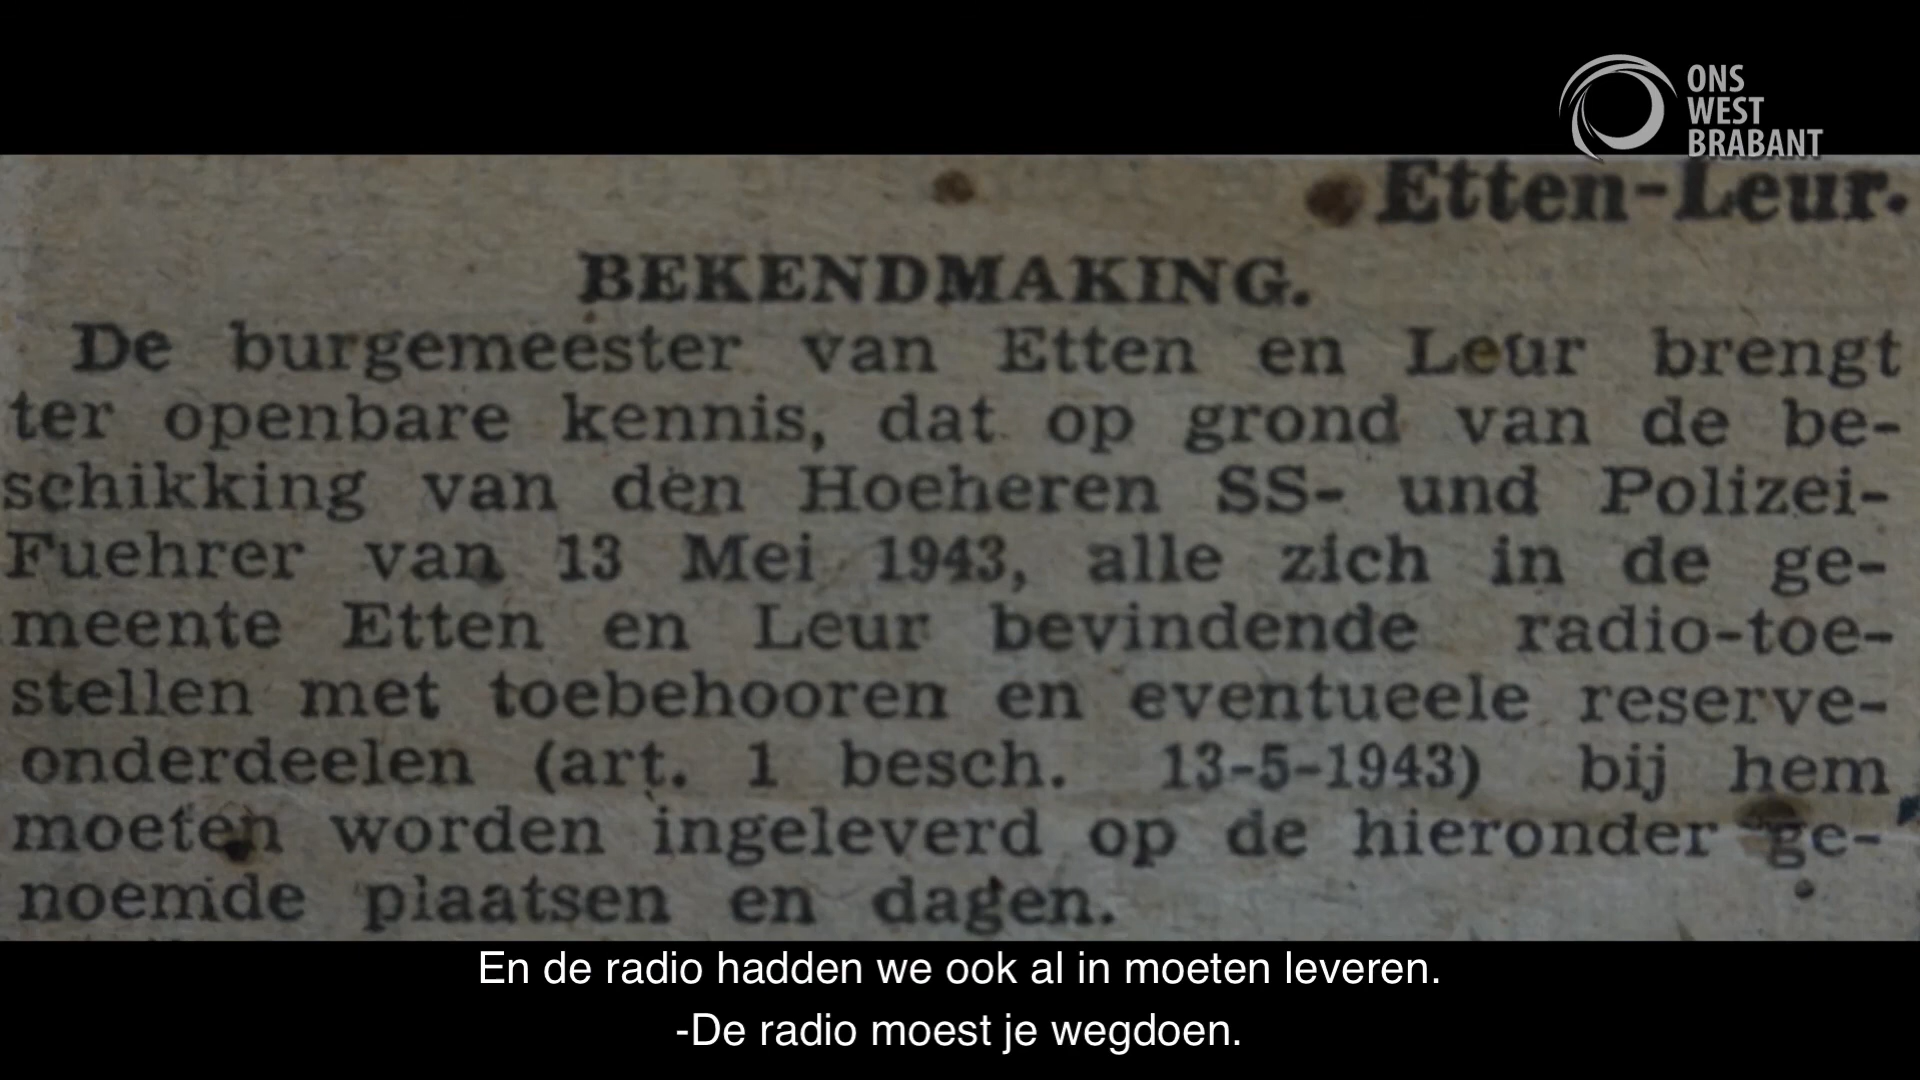 ONS
WEST
BRABANT
Etten-Leur.
BEKENDMAKING.
De burgemeester van Etten en Leur brengt
ter openbare kennis, dat op grond van de be-
schikking van den Hoeheren SS- und Polizei-
Fuehrer van 13 Mei 1943, alle zich in de ge-
meente Etten en Leur bevindende radio-toe-
stellen met toebehooren en eventueele reserve-
onderdeelen (art. 1 besch. 13-5-1943) bij hem
moeten worden ingeleverd op de hieronder ge-
noemde plaatsen en dagen.
En de radio hadden we ook al in moeten leveren.
-De radio moest je wegdoen.